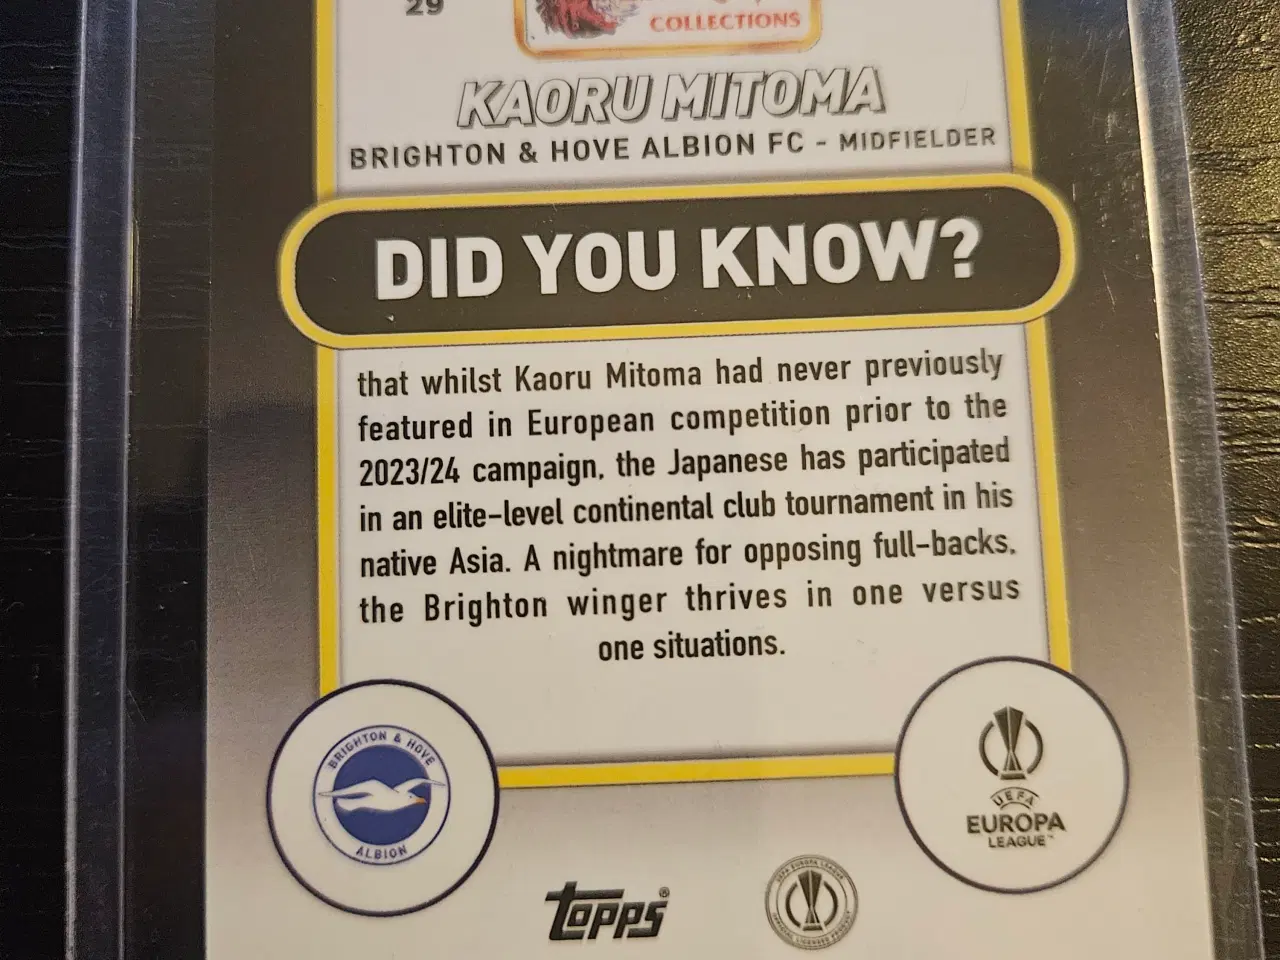 29
COLLECTIONS
KAORU MITOMA
BRIGHTON & HOVE ALBION FC - MIDFIELDER
DID YOU KNOW?
that whilst Kaoru Mitoma had never previously
featured in European competition prior to the
2023/24 campaign, the Japanese has participated
in an elite-level continental club tournament in his
native Asia. A nightmare for opposing full-backs,
the Brighton winger thrives in one versus
one situations.
BRIGHTON & HOVE
ALBION
UEFA
EUROPA
LEAGUE™
topps®